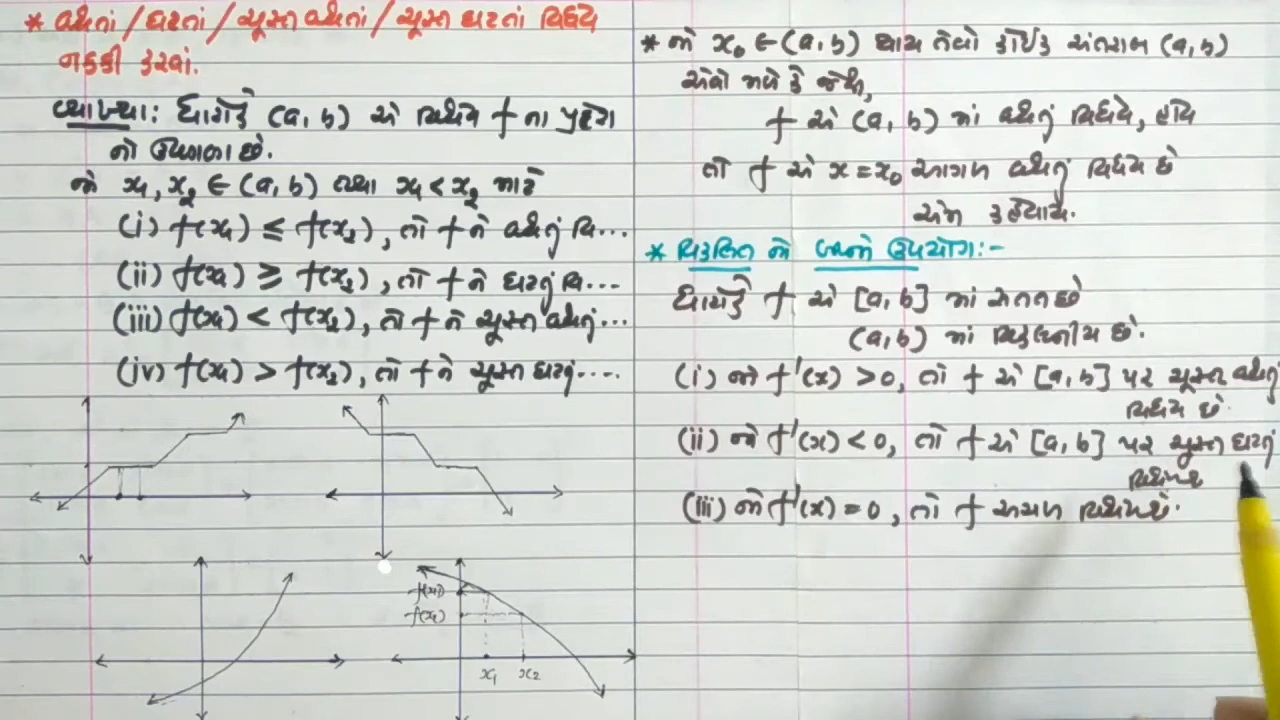 * વધતાં / ઘટતાં / ચુસ્ત વધતાં / ચુસ્ત ઘટતાં વિધેય
નક્કી કરવાં.
વ્યાખ્યા: ધારોકે (a, b) એ વિધેય f ના પ્રદેશ
નો ઉપગણ છે.
જો x₁, x₂ ∈ (a, b) તથા x₁ < x₂ માટે
(i) f(x₁) ≤ f(x₂), તો f ને વધતું વિ...
(ii) f(x₁) ≥ f(x₂), તો f ને ઘટતું વિ...
(iii) f(x₁) < f(x₂), તો f ને ચુસ્ત વધતું...
(iv) f(x₁) > f(x₂), તો f ને ચુસ્ત ઘટતું....
f(x₁)
f(x₂)
x₁ x₂
* જો x₀ ∈ (a, b) થાય તેવો કોઈક અંતરાલ (a, b)
એવો મળે કે જેથી,
f એ (a, b) માં વધતું વિધેય, હોય
તો f એ x = x₀ આગળ વધતું વિધેય છે
એમ કહેવાય.
* વિકલિત નો ઉપયોગ:-
ધારોકે f એ [a, b] માં સતત છે
(a, b) માં વિકલનીય છે.
(i) જો f'(x) > 0, તો f એ [a, b] પર ચુસ્ત વધતું
વિધેય છે.
(ii) જો f'(x) < 0, તો f એ [a, b] પર ચુસ્ત ઘટતું
વિધેય છે
(iii) જો f'(x) = 0, તો f અચળ વિધેય છે.